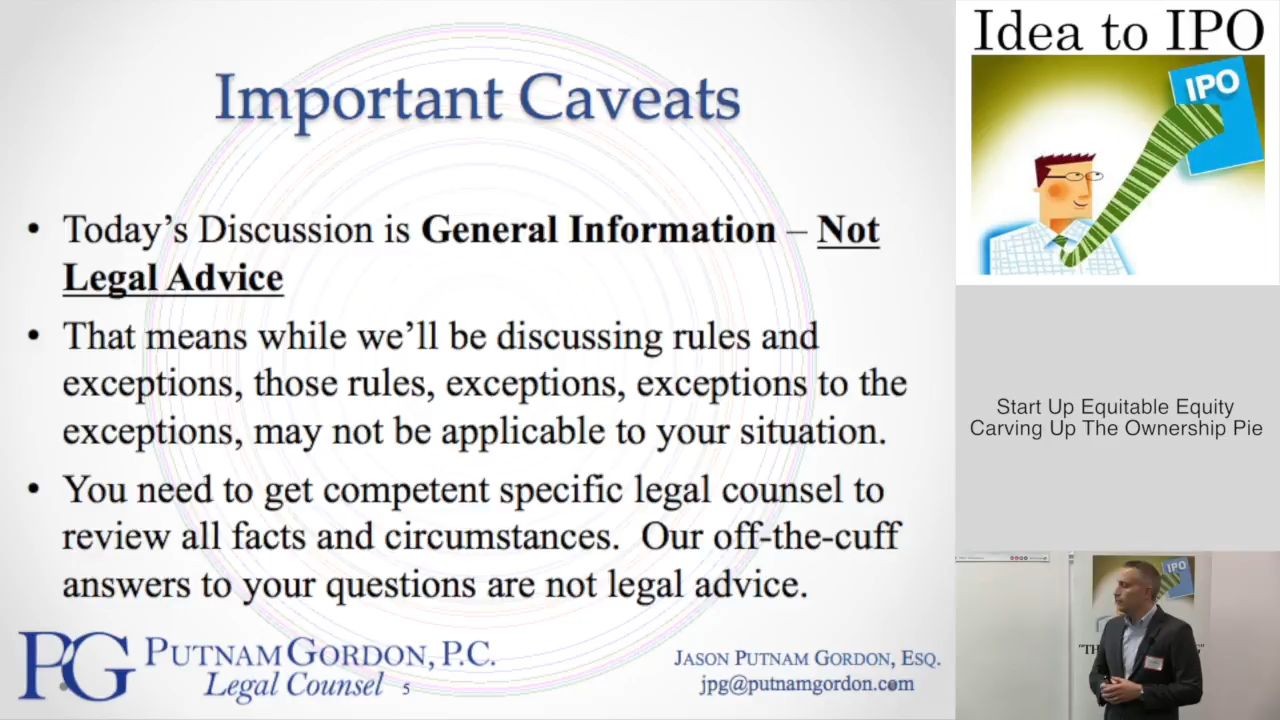 Important Caveats
• Today's Discussion is General Information – Not
Legal Advice
• That means while we'll be discussing rules and
exceptions, those rules, exceptions, exceptions to the
exceptions, may not be applicable to your situation.
• You need to get competent specific legal counsel to
review all facts and circumstances. Our off-the-cuff
answers to your questions are not legal advice.
PG
PUTNAM GORDON, P.C.
Legal Counsel
5
JASON PUTNAM GORDON, ESQ.
jpg@putnamgordon.com
Idea to IPO
IPO
Start Up Equitable Equity
Carving Up The Ownership Pie
IPO